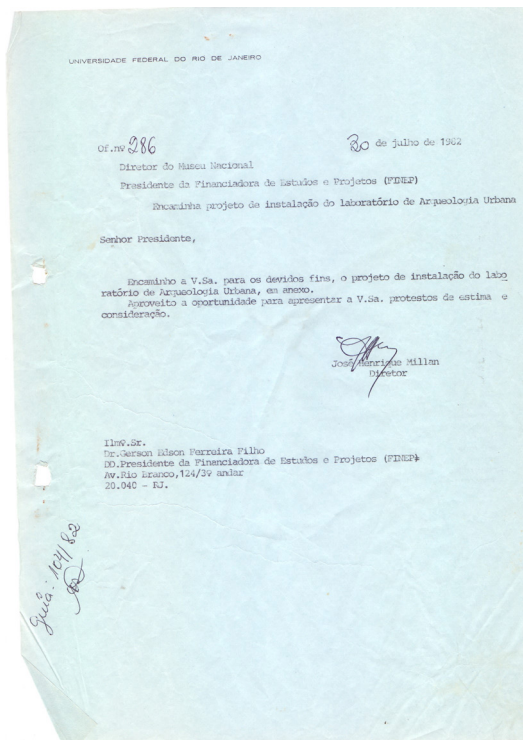 UNIVERSIDADE FEDERAL DO RIO DE JANEIRO
Of.nº 286
20 de julho de 1982
Diretor do Museu Nacional
Presidente da Financiadora de Estudos e Projetos (FINEP)
Encaminha projeto de instalação do laboratório de Arqueologia Urbana
Senhor Presidente,
Encaminho a V.Sa. para os devidos fins, o projeto de instalação do labo
ratório de Arqueologia Urbana, em anexo.
Aproveito a oportunidade para apresentar a V.Sa. protestos de estima e
consideração.
José Henrique Millan
Diretor
Ilmº.Sr.
Dr.Gerson Edson Ferreira Filho
DD.Presidente da Financiadora de Estudos e Projetos (FINEP)
Av.Rio Branco,124/3º andar
20.040 - RJ.
Guia: 104/82